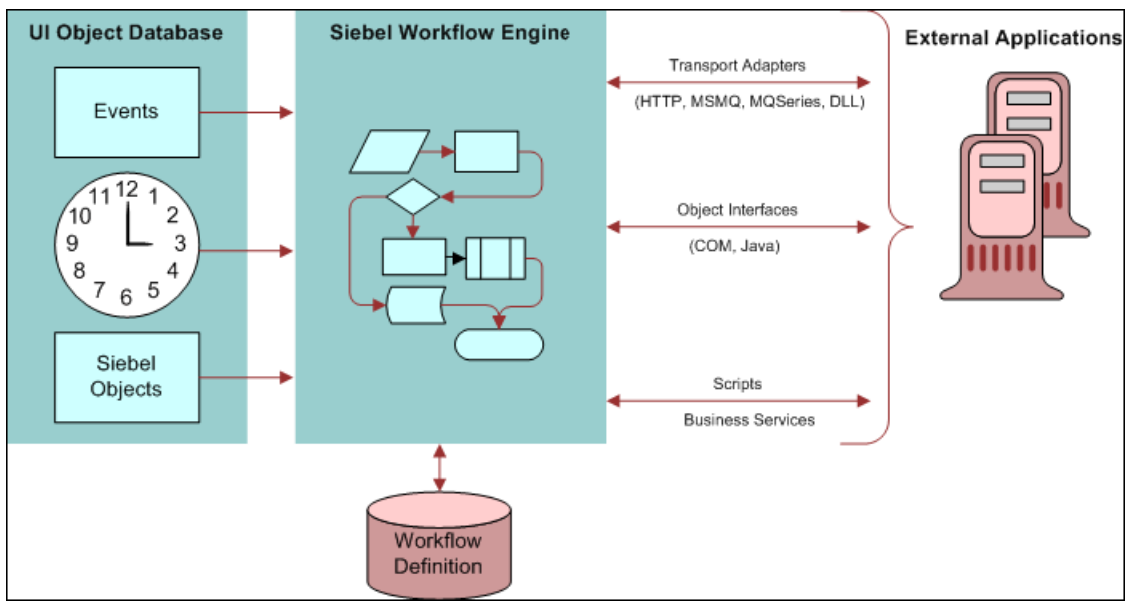 UI Object Database
Siebel Workflow Engine
External Applications
Events
12
1
2
3
4
5
6
7
8
9
10
11
Siebel
Objects
Transport Adapters
(HTTP, MSMQ, MQSeries, DLL)
Object Interfaces
(COM, Java)
Scripts
Business Services
Workflow
Definition